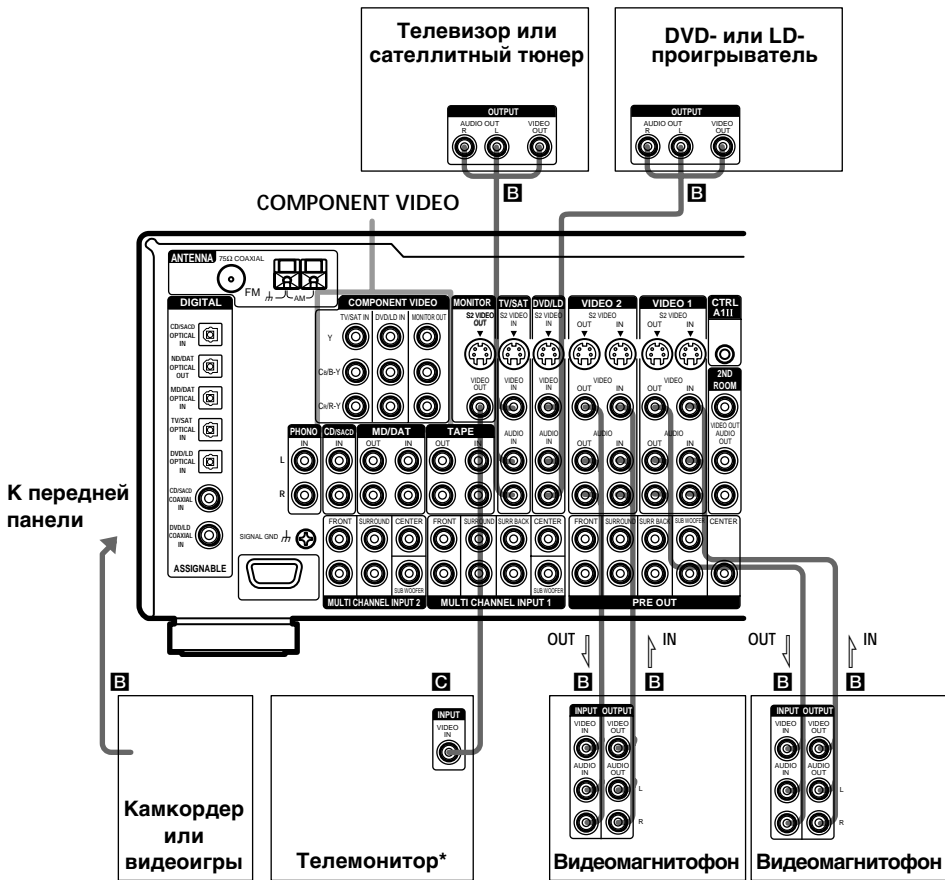 Телевизор или
сателлитный тюнер
OUTPUT
AUDIO OUT
R L
VIDEO
OUT
B
DVD- или LD-
проигрыватель
OUTPUT
AUDIO OUT
R L
VIDEO
OUT
B
COMPONENT VIDEO
ANTENNA
75Ω COAXIAL
FM
AM
DIGITAL
CD/SACD
OPTICAL
IN
MD/DAT
OPTICAL
OUT
MD/DAT
OPTICAL
IN
TV/SAT
OPTICAL
IN
DVD/LD
OPTICAL
IN
CD/SACD
COAXIAL
IN
DVD/LD
COAXIAL
IN
ASSIGNABLE
COMPONENT VIDEO
TV/SAT IN DVD/LD IN MONITOR OUT
Y
CB/B-Y
CR/R-Y
MONITOR
S2 VIDEO
OUT
VIDEO
OUT
TV/SAT
S2 VIDEO
IN
VIDEO
IN
AUDIO
IN
DVD/LD
S2 VIDEO
IN
VIDEO
IN
AUDIO
IN
VIDEO 2
S2 VIDEO
OUT IN
VIDEO
OUT IN
AUDIO
OUT IN
VIDEO 1
S2 VIDEO
OUT IN
VIDEO
OUT IN
AUDIO
OUT IN
CTRL
A1II
2ND
ROOM
VIDEO OUT
AUDIO
OUT
PHONO
IN
CD/SACD
IN
MD/DAT
OUT IN
TAPE
OUT IN
L
R
SIGNAL GND
FRONT SURROUND CENTER
SUB WOOFER
MULTI CHANNEL INPUT 2
FRONT SURROUND SURR BACK CENTER
SUB WOOFER
MULTI CHANNEL INPUT 1
FRONT SURROUND SURR BACK SUB WOOFER CENTER
PRE OUT
К передней
панели
B
Камкордер
или
видеоигры
C
INPUT
VIDEO
IN
Телемонитор*
OUT IN
B B
INPUT OUTPUT
VIDEO
IN
VIDEO
OUT
AUDIO
IN
AUDIO
OUT
L
R
Видеомагнитофон
OUT IN
B B
INPUT OUTPUT
VIDEO
IN
VIDEO
OUT
AUDIO
IN
AUDIO
OUT
L
R
Видеомагнитофон